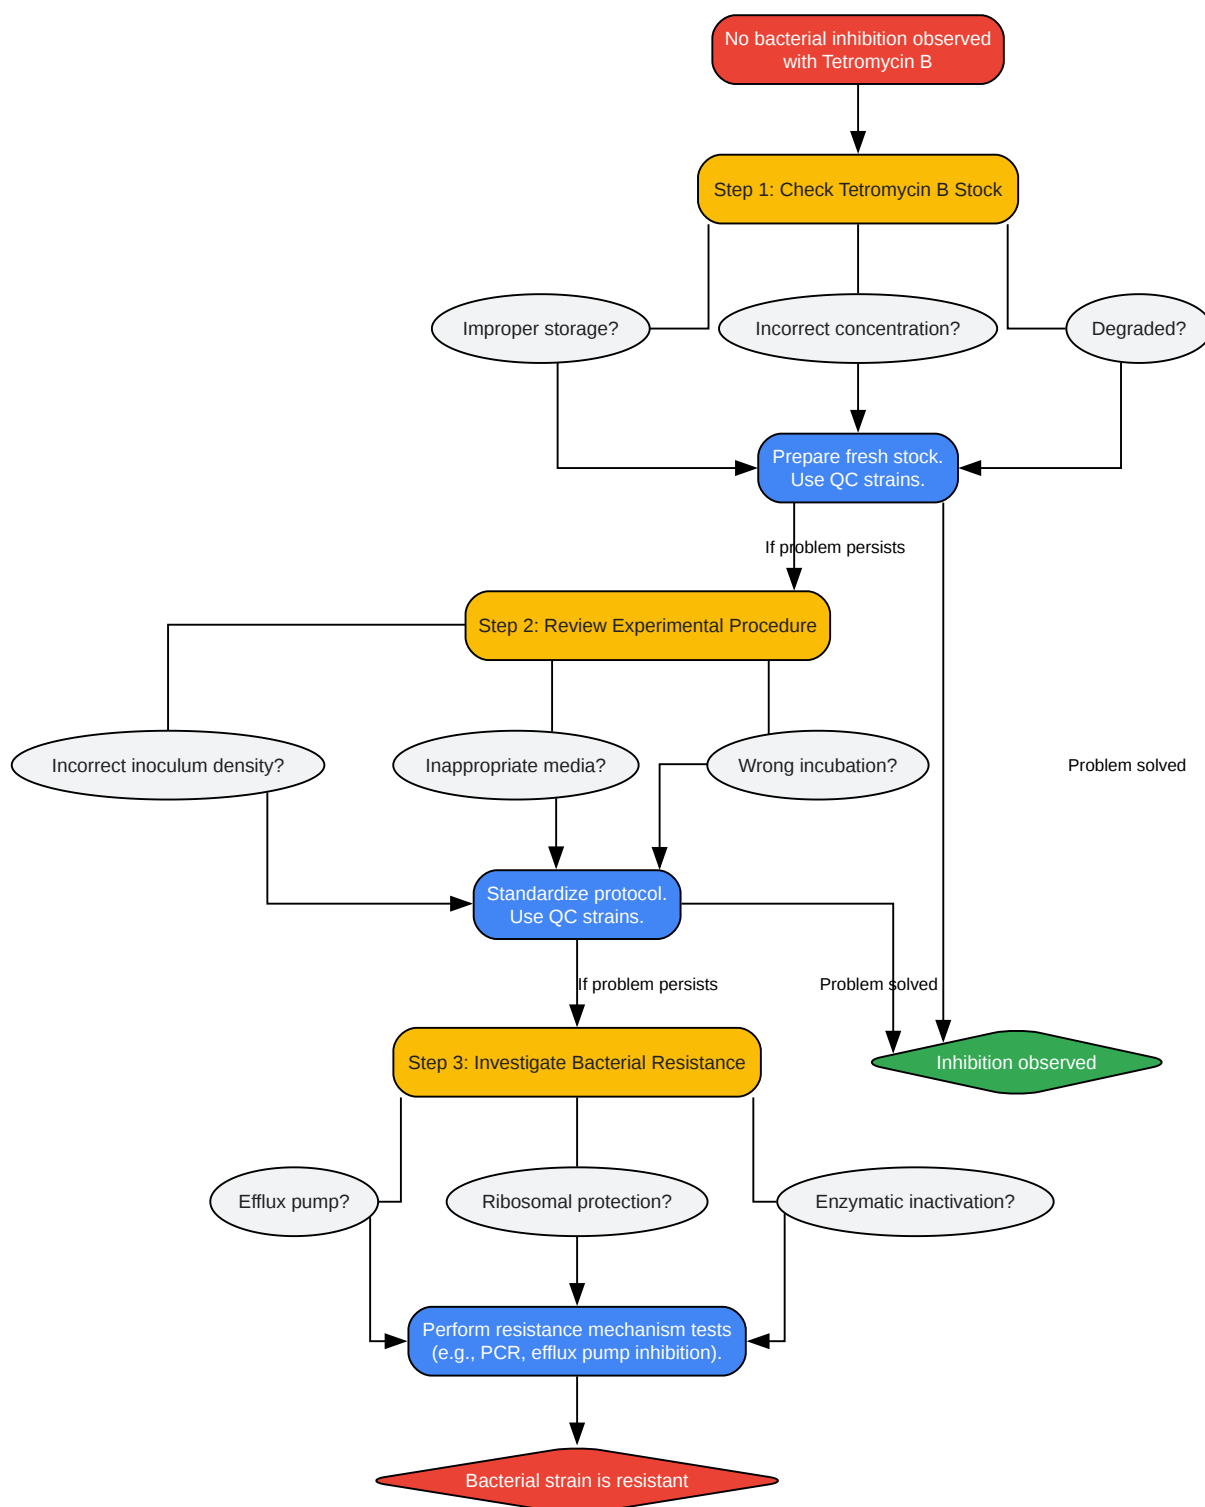 No bacterial inhibition observed
with Tetromycin B
Step 1: Check Tetromycin B Stock
Improper storage?
Incorrect concentration?
Degraded?
Prepare fresh stock.
Use QC strains.
If problem persists
Step 2: Review Experimental Procedure
Incorrect inoculum density?
Inappropriate media?
Wrong incubation?
Problem solved
Standardize protocol.
Use QC strains.
If problem persists
Problem solved
Step 3: Investigate Bacterial Resistance
Inhibition observed
Efflux pump?
Ribosomal protection?
Enzymatic inactivation?
Perform resistance mechanism tests
(e.g., PCR, efflux pump inhibition).
Bacterial strain is resistant